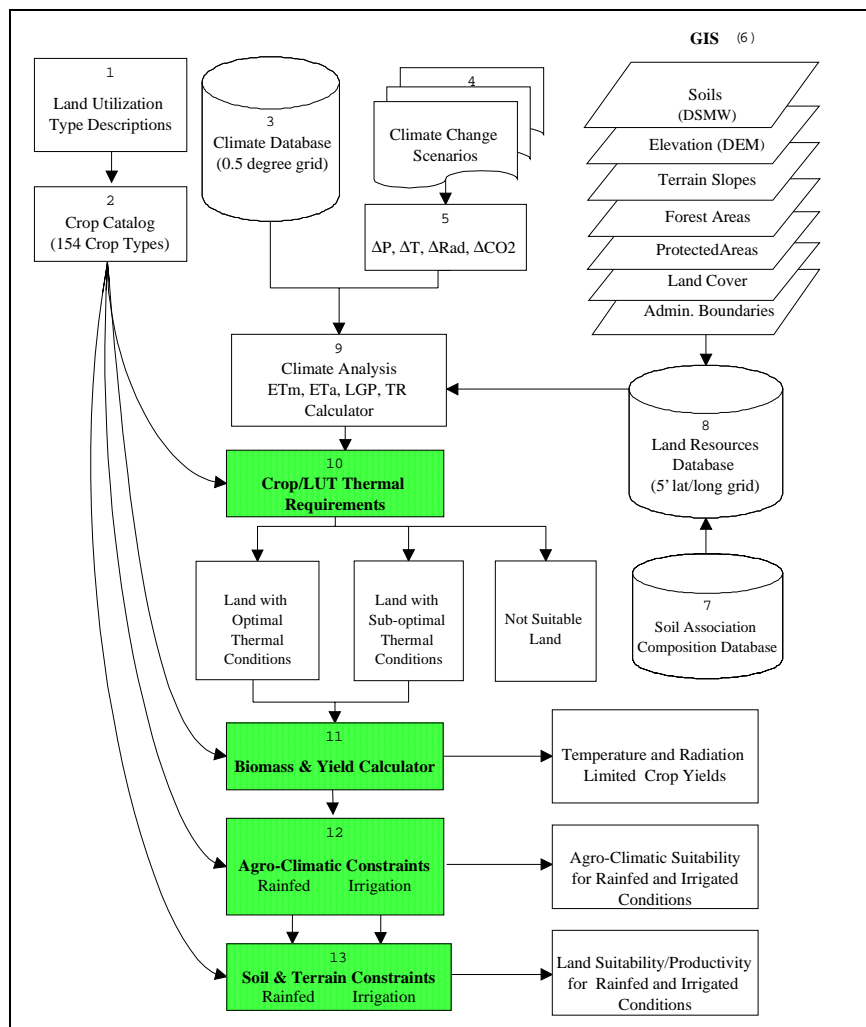 GIS (6)
1
Land Utilization
Type Descriptions
2
Crop Catalog
(154 Crop Types)
3
Climate Database
(0.5 degree grid)
4
Climate Change
Scenarios
5
ΔP, ΔT, ΔRad, ΔCO2
Soils
(DSMW)
Elevation (DEM)
Terrain Slopes
Forest Areas
ProtectedAreas
Land Cover
Admin. Boundaries
9
Climate Analysis
ETm, ETa, LGP, TR
Calculator
8
Land Resources
Database
(5' lat/long grid)
7
Soil Association
Composition Database
10
Crop/LUT Thermal
Requirements
Land with
Optimal
Thermal
Conditions
Land with
Sub-optimal
Thermal
Conditions
Not Suitable
Land
11
Biomass & Yield Calculator
Temperature and Radiation
Limited Crop Yields
12
Agro-Climatic Constraints
Rainfed Irrigation
Agro-Climatic Suitability
for Rainfed and Irrigated
Conditions
13
Soil & Terrain Constraints
Rainfed Irrigation
Land Suitability/Productivity
for Rainfed and Irrigated
Conditions